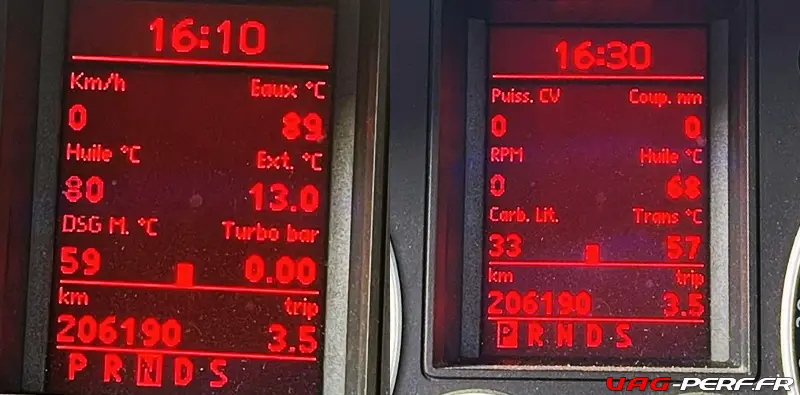 16:10
Km/h Eaux °C
0 89
Huile °C Ext. °C
80 13.0
DSG M. °C Turbo bar
59 0.00
km trip
206190 3.5
P R N D S
16:30
Puiss. CV Coup. nm
0 0
RPM Huile °C
0 68
Carb. Lit. Trans °C
33 57
km trip
206190 3.5
P R N D S
VAG-PERF.FR